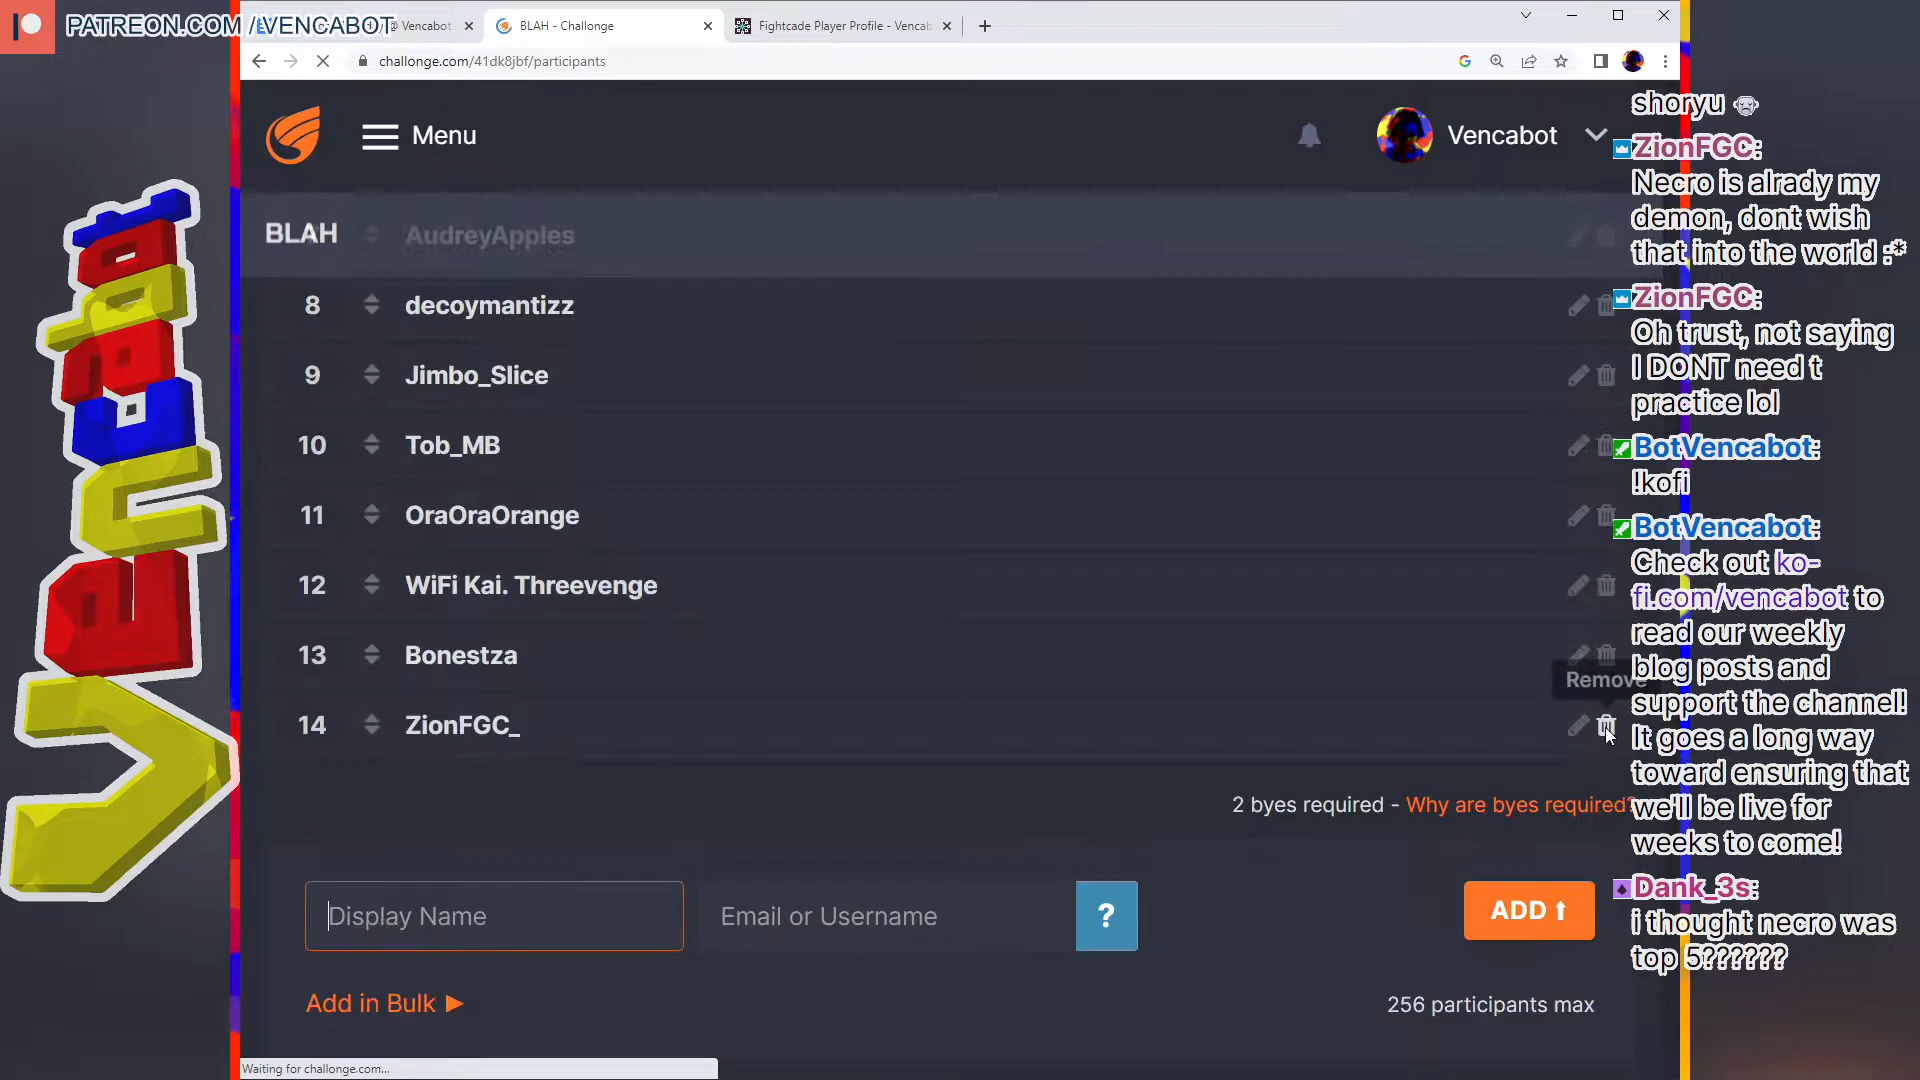 PATREON.COM /VENCABOT
@ Vencabot
BLAH - Challonge
Fightcade Player Profile - Vencab
challonge.com/41dk8jbf/participants
Menu
Vencabot
BLAH
AudreyApples
8 decoymantizz
9 Jimbo_Slice
10 Tob_MB
11 OraOraOrange
12 WiFi Kai. Threevenge
13 Bonestza
Remove
14 ZionFGC_
2 byes required - Why are byes required?
Display Name
Email or Username
?
ADD
Add in Bulk
256 participants max
Waiting for challonge.com...
Vencabot
shoryu
ZionFGC:
Necro is alrady my
demon, dont wish
that into the world :*
ZionFGC:
Oh trust, not saying
I DONT need t
practice lol
BotVencabot:
!kofi
BotVencabot:
Check out ko-
fi.com/vencabot to
read our weekly
blog posts and
support the channel!
It goes a long way
toward ensuring that
we'll be live for
weeks to come!
Dank_3s:
i thought necro was
top 5??????